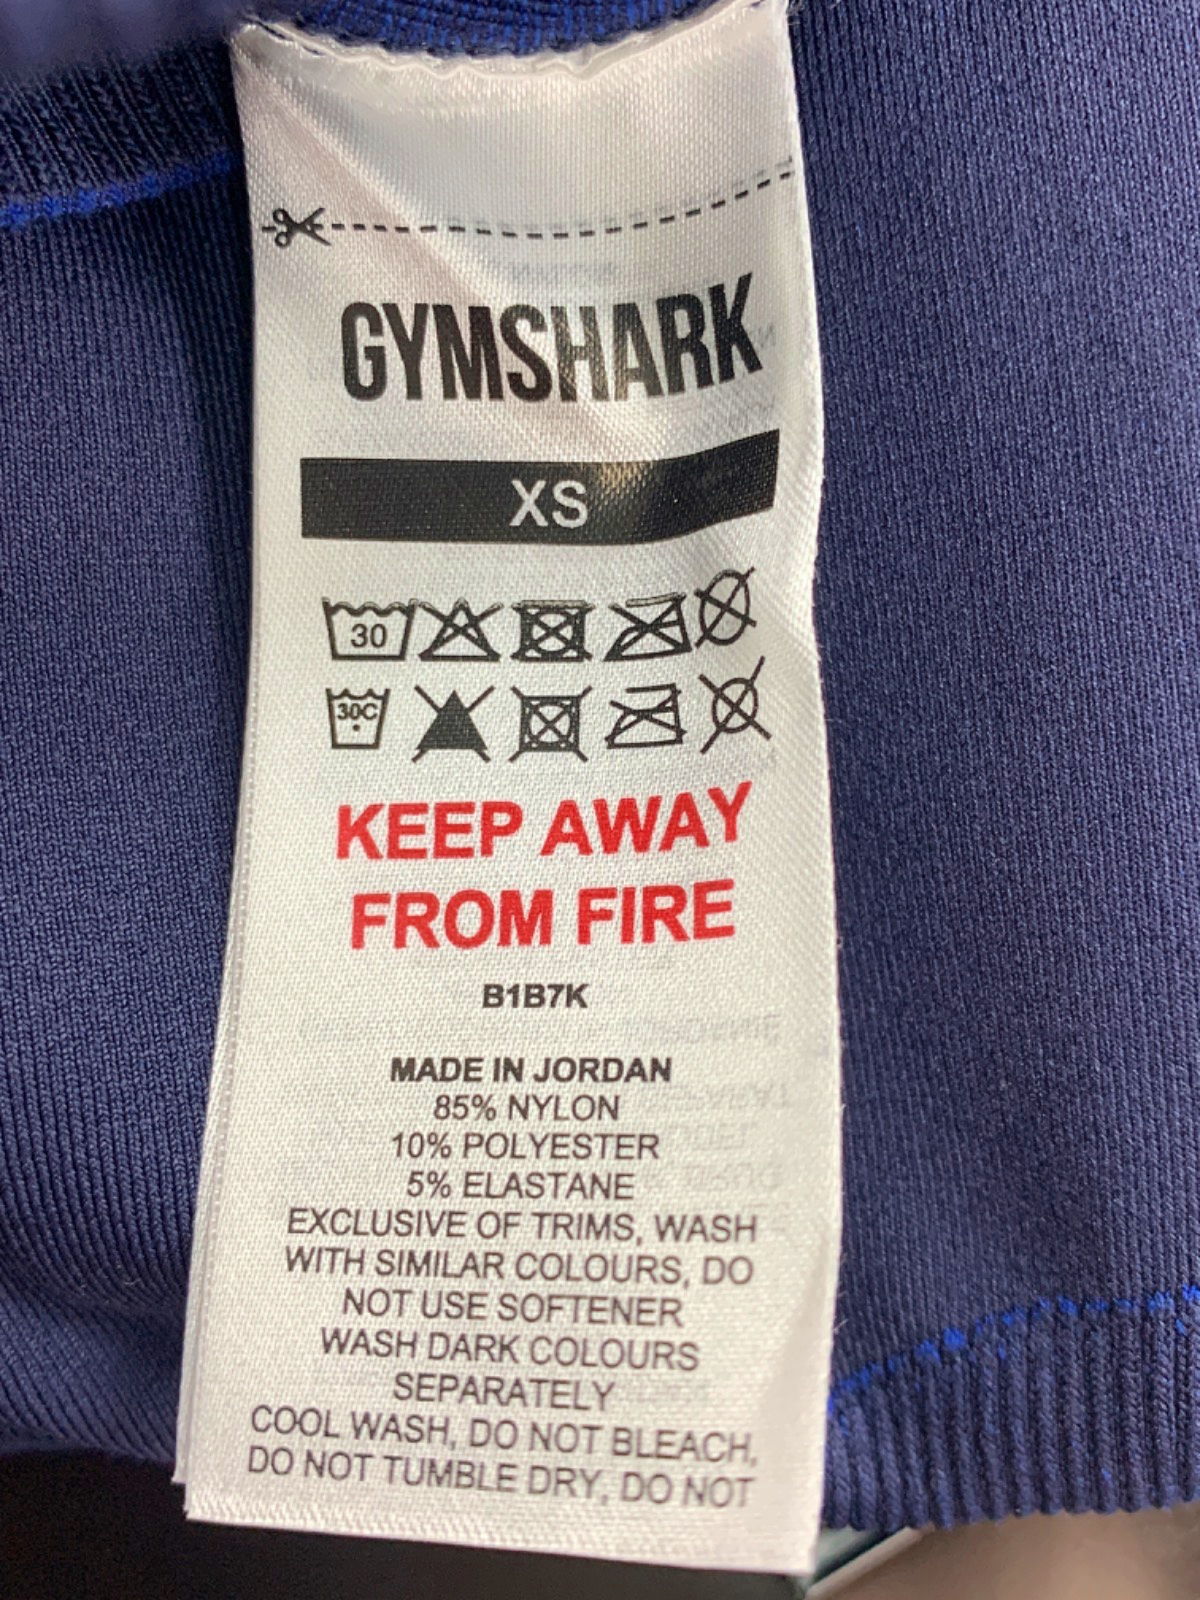 GYMSHARK
XS
30
30C
KEEP AWAY
FROM FIRE
B1B7K
MADE IN JORDAN
85% NYLON
10% POLYESTER
5% ELASTANE
EXCLUSIVE OF TRIMS, WASH
WITH SIMILAR COLOURS, DO
NOT USE SOFTENER
WASH DARK COLOURS
SEPARATELY
COOL WASH, DO NOT BLEACH,
DO NOT TUMBLE DRY, DO NOT